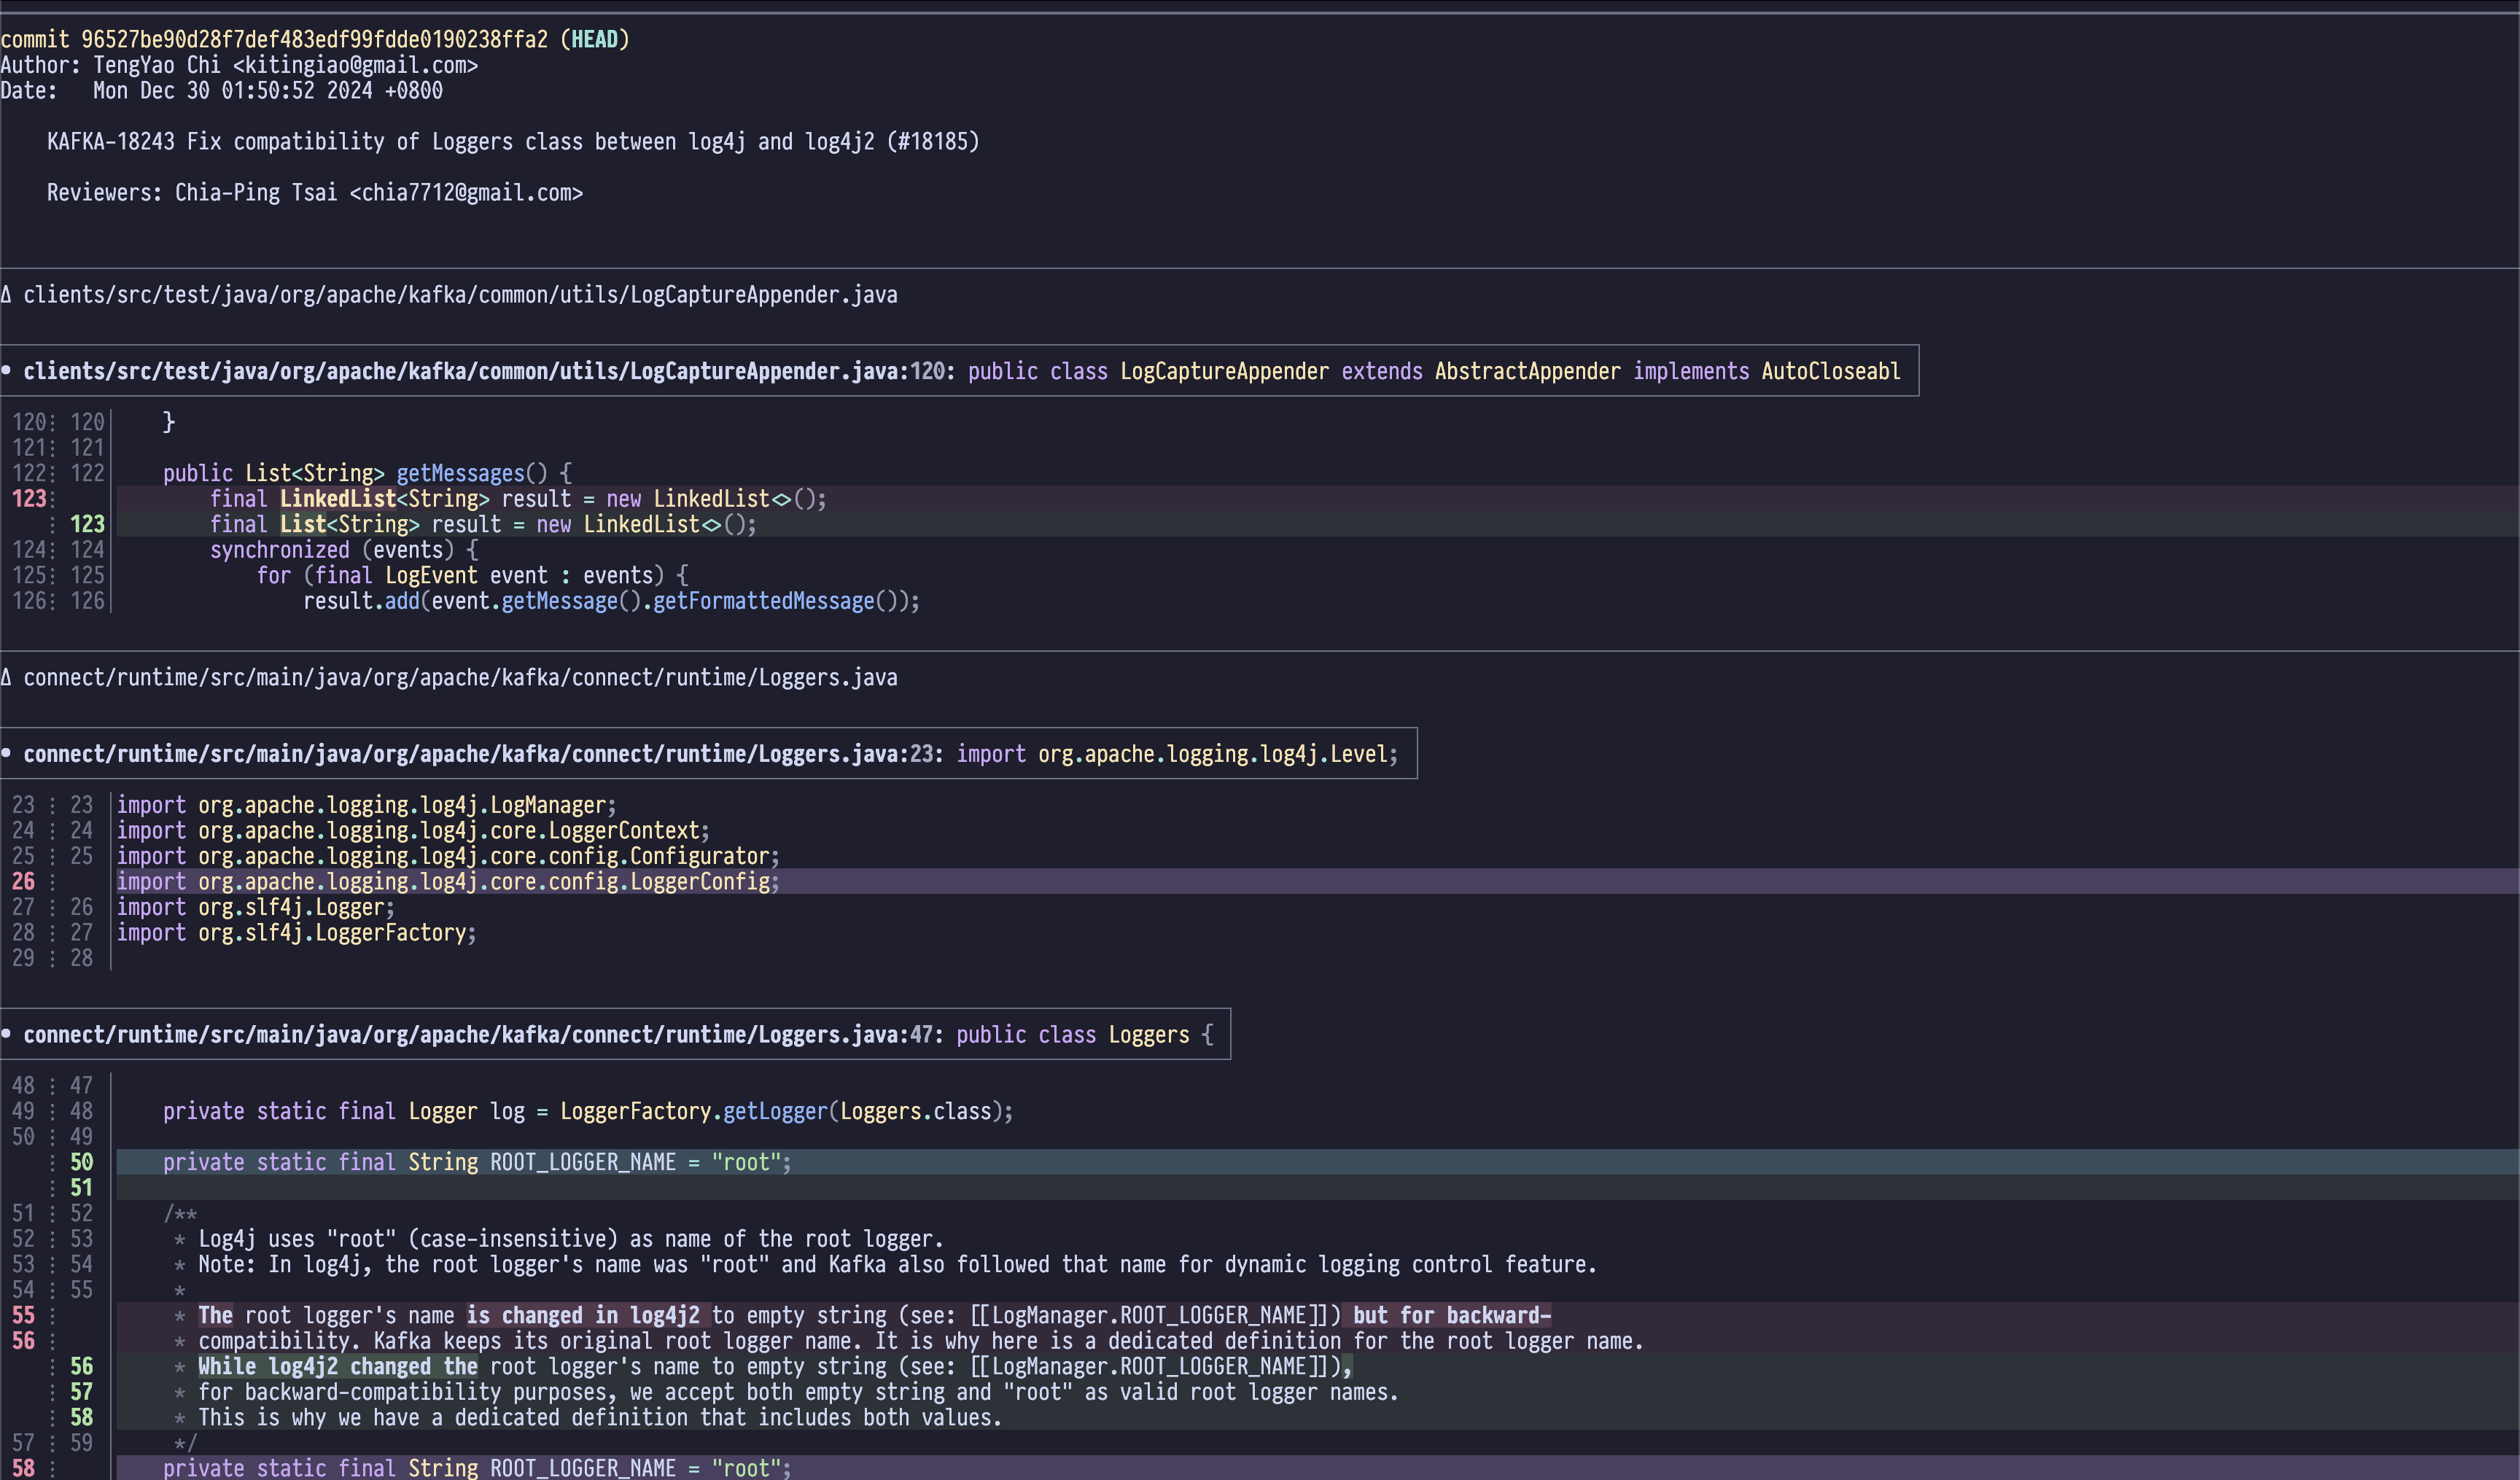 commit 96527be90d28f7def483edf99fdde0190238ffa2 (HEAD)
Author: TengYao Chi <kitingiao@gmail.com>
Date:   Mon Dec 30 01:50:52 2024 +0800
KAFKA-18243 Fix compatibility of Loggers class between log4j and log4j2 (#18185)
Reviewers: Chia-Ping Tsai <chia7712@gmail.com>
Δ clients/src/test/java/org/apache/kafka/common/utils/LogCaptureAppender.java
• clients/src/test/java/org/apache/kafka/common/utils/LogCaptureAppender.java:120: public class LogCaptureAppender extends AbstractAppender implements AutoCloseabl
120⋮ 120    }
121⋮ 121
122⋮ 122    public List<String> getMessages() {
123⋮        final LinkedList<String> result = new LinkedList<>();
⋮ 123        final List<String> result = new LinkedList<>();
124⋮ 124        synchronized (events) {
125⋮ 125            for (final LogEvent event : events) {
126⋮ 126                result.add(event.getMessage().getFormattedMessage());
Δ connect/runtime/src/main/java/org/apache/kafka/connect/runtime/Loggers.java
• connect/runtime/src/main/java/org/apache/kafka/connect/runtime/Loggers.java:23: import org.apache.logging.log4j.Level;
23 ⋮ 23 import org.apache.logging.log4j.LogManager;
24 ⋮ 24 import org.apache.logging.log4j.core.LoggerContext;
25 ⋮ 25 import org.apache.logging.log4j.core.config.Configurator;
26 ⋮    import org.apache.logging.log4j.core.config.LoggerConfig;
27 ⋮ 26 import org.slf4j.Logger;
28 ⋮ 27 import org.slf4j.LoggerFactory;
29 ⋮ 28
• connect/runtime/src/main/java/org/apache/kafka/connect/runtime/Loggers.java:47: public class Loggers {
48 ⋮ 47
49 ⋮ 48     private static final Logger log = LoggerFactory.getLogger(Loggers.class);
50 ⋮ 49
⋮ 50     private static final String ROOT_LOGGER_NAME = "root";
⋮ 51
51 ⋮ 52     /**
52 ⋮ 53      * Log4j uses "root" (case-insensitive) as name of the root logger.
53 ⋮ 54      * Note: In log4j, the root logger's name was "root" and Kafka also followed that name for dynamic logging control feature.
54 ⋮ 55      *
55 ⋮         * The root logger's name is changed in log4j2 to empty string (see: [[LogManager.ROOT_LOGGER_NAME]]) but for backward-
56 ⋮         * compatibility. Kafka keeps its original root logger name. It is why here is a dedicated definition for the root logger name.
⋮ 56      * While log4j2 changed the root logger's name to empty string (see: [[LogManager.ROOT_LOGGER_NAME]]),
⋮ 57      * for backward-compatibility purposes, we accept both empty string and "root" as valid root logger names.
⋮ 58      * This is why we have a dedicated definition that includes both values.
57 ⋮ 59      */
58 ⋮        private static final String ROOT_LOGGER_NAME = "root";